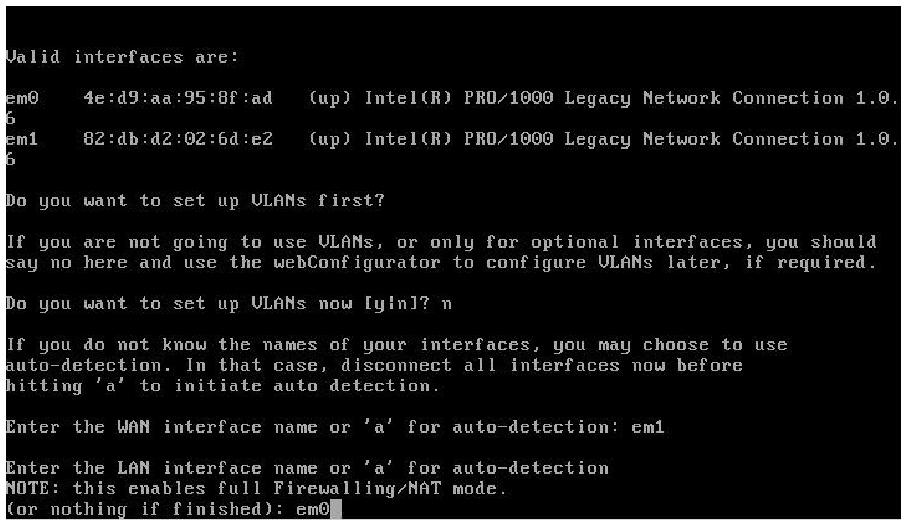 Valid interfaces are:
em0    4e:d9:aa:95:8f:ad   (up) Intel(R) PRO/1000 Legacy Network Connection 1.0.
6
em1    82:db:d2:02:6d:e2   (up) Intel(R) PRO/1000 Legacy Network Connection 1.0.
6
Do you want to set up VLANs first?
If you are not going to use VLANs, or only for optional interfaces, you should
say no here and use the webConfigurator to configure VLANs later, if required.
Do you want to set up VLANs now [y|n]? n
If you do not know the names of your interfaces, you may choose to use
auto-detection. In that case, disconnect all interfaces now before
hitting 'a' to initiate auto detection.
Enter the WAN interface name or 'a' for auto-detection: em1
Enter the LAN interface name or 'a' for auto-detection
NOTE: this enables full Firewalling/NAT mode.
(or nothing if finished): em0